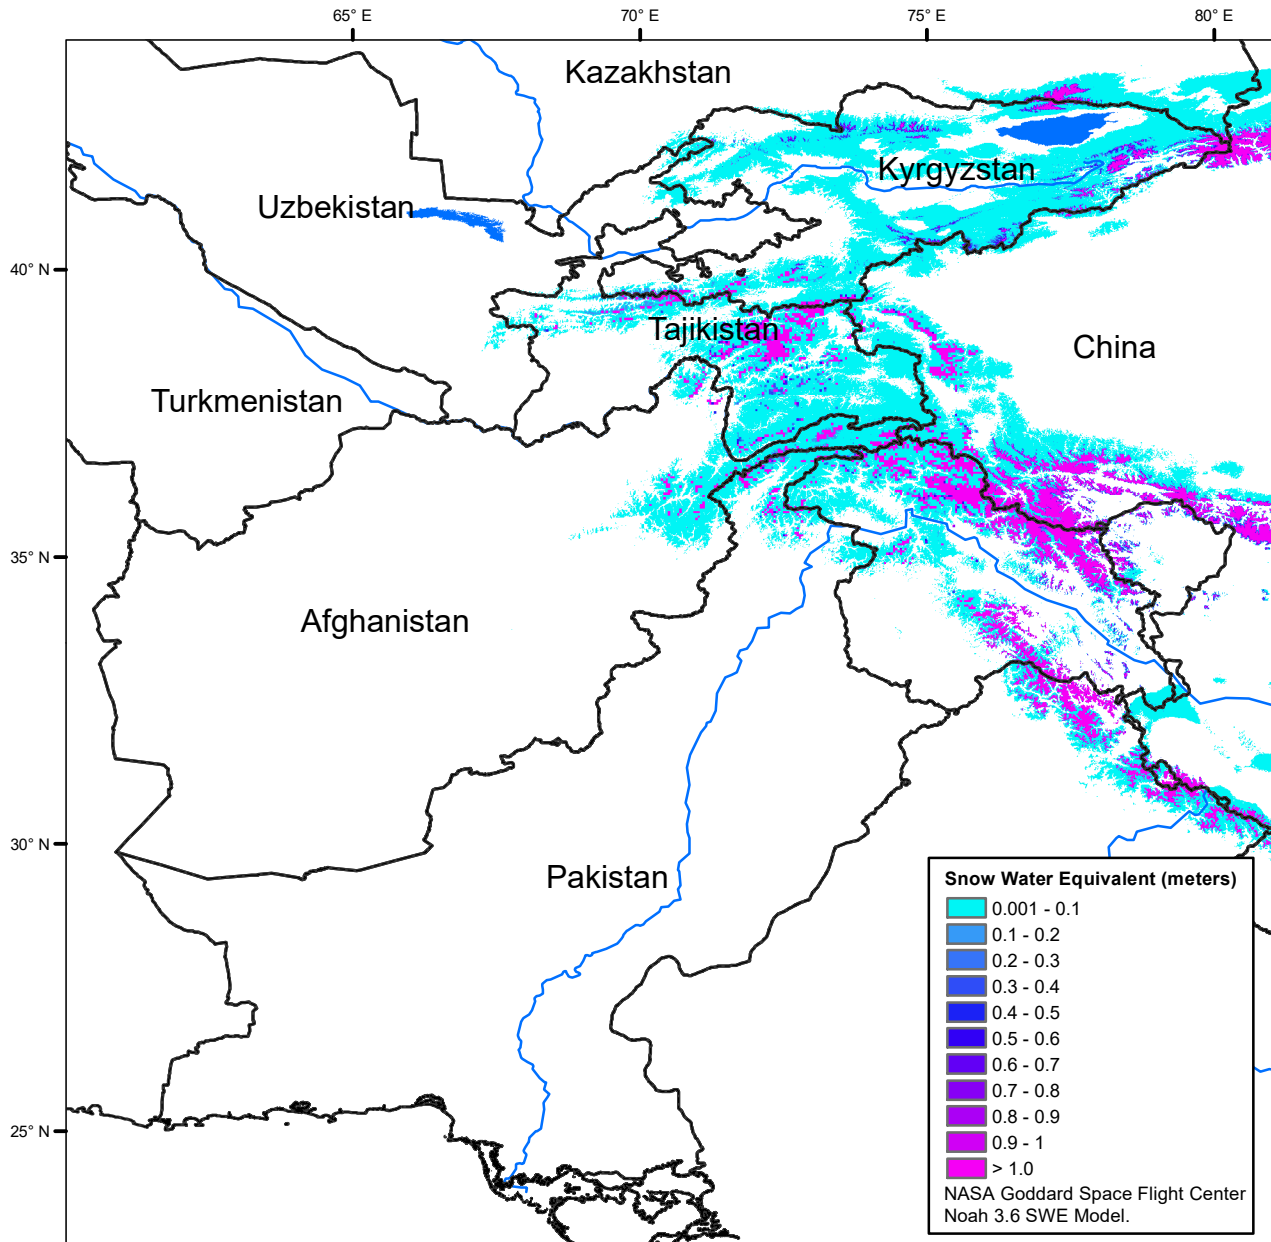 65° E
70° E
75° E
80° E
Kazakhstan
Kyrgyzstan
Uzbekistan
40° N
Tajikistan
China
Turkmenistan
35° N
Afghanistan
30° N
Pakistan
25° N
Snow Water Equivalent (meters)
0.001 - 0.1
0.1 - 0.2
0.2 - 0.3
0.3 - 0.4
0.4 - 0.5
0.5 - 0.6
0.6 - 0.7
0.7 - 0.8
0.8 - 0.9
0.9 - 1
> 1.0
NASA Goddard Space Flight Center
Noah 3.6 SWE Model.